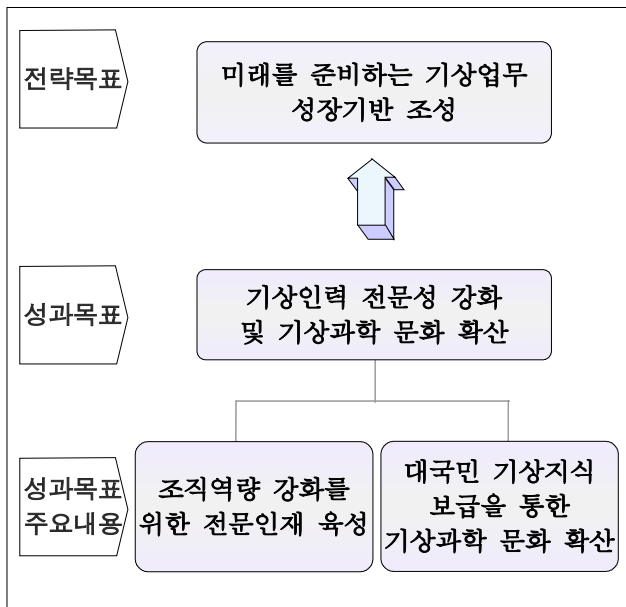 전략목표
미래를 준비하는 기상업무
성장기반 조성
성과목표
기상인력 전문성 강화
및 기상과학 문화 확산
성과목표
주요내용
조직역량 강화를
위한 전문인재 육성
대국민 기상지식
보급을 통한
기상과학 문화 확산